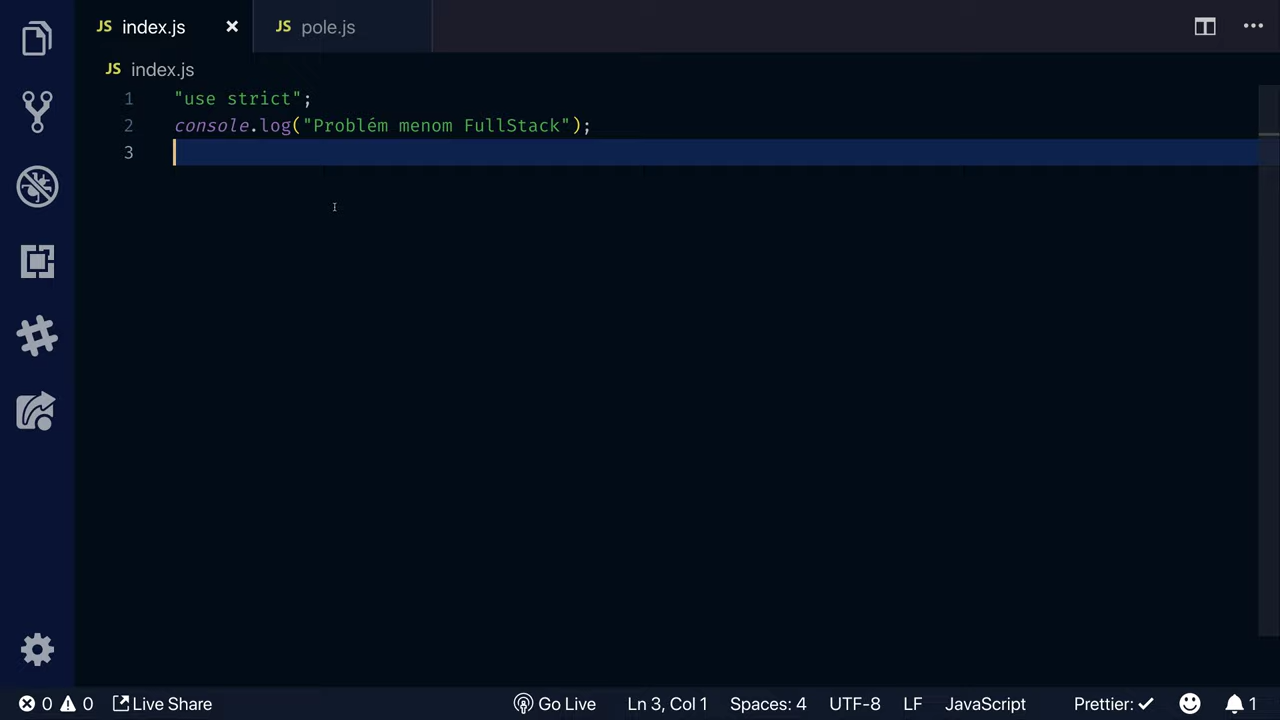 JS index.js × JS pole.js
JS index.js
1 "use strict";
2 console.log("Problém menom FullStack");
3
0 0 Live Share Go Live Ln 3, Col 1 Spaces: 4 UTF-8 LF JavaScript Prettier: ✓ 1